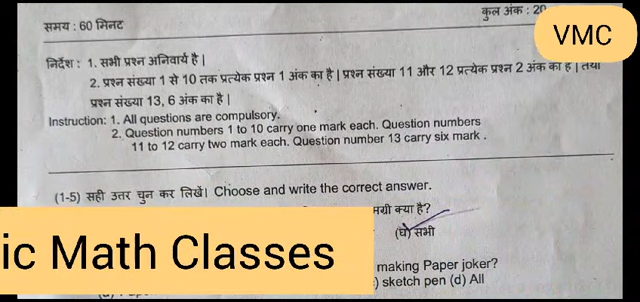 समय : 60 मिनट
कुल अंक : 20
VMC
निर्देश : 1. सभी प्रश्न अनिवार्य है |
2. प्रश्न संख्या 1 से 10 तक प्रत्येक प्रश्न 1 अंक का है | प्रश्न संख्या 11 और 12 प्रत्येक प्रश्न 2 अंक का है | तथा
प्रश्न संख्या 13, 6 अंक का है |
Instruction: 1. All questions are compulsory.
2. Question numbers 1 to 10 carry one mark each. Question numbers
11 to 12 carry two mark each. Question number 13 carry six mark .
(1-5) सही उत्तर चुन कर लिखें। Choose and write the correct answer.
क्या है?
(घ) सभी
ic Math Classes
making Paper joker?
sketch pen (d) All